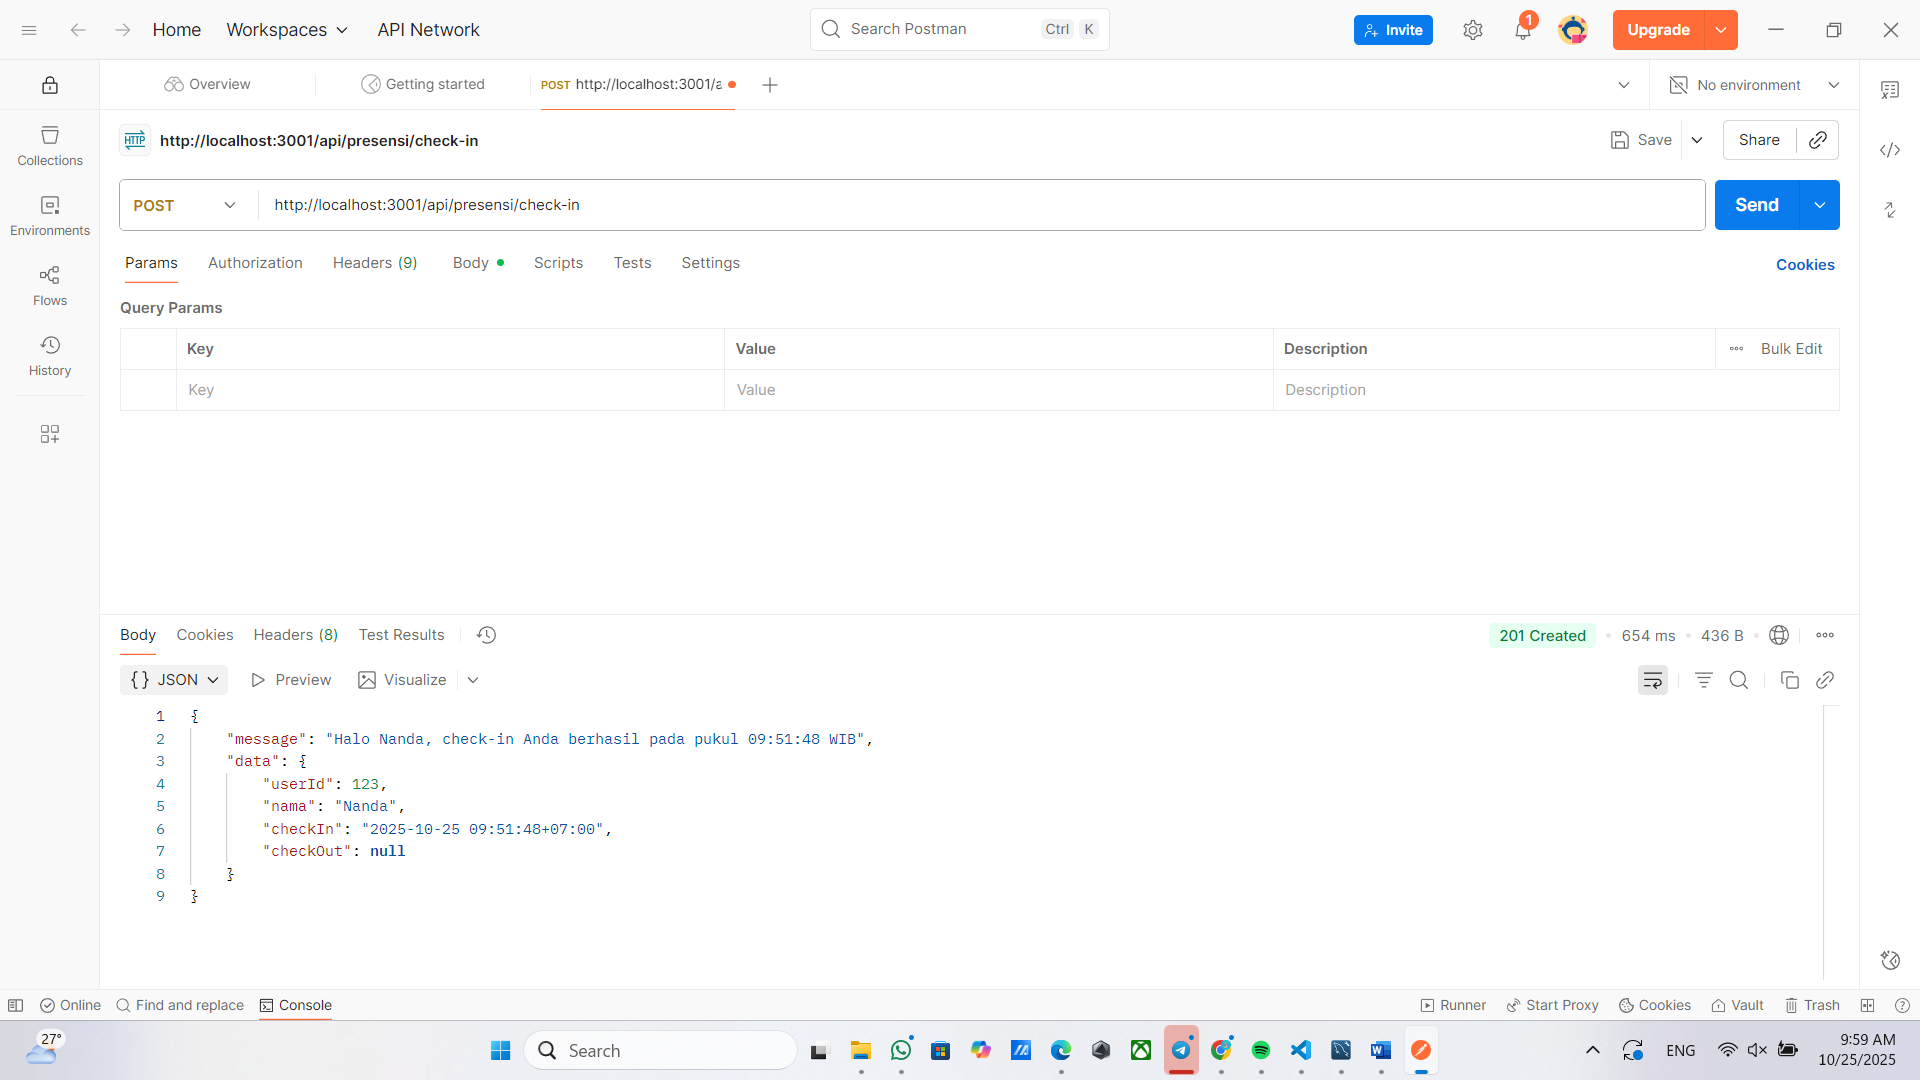 Home
Workspaces
API Network
Search Postman
Ctrl K
Invite
1
Upgrade
Overview
Getting started
POST http://localhost:3001/a
No environment
HTTP
http://localhost:3001/api/presensi/check-in
Save
Share
Collections
Environments
Flows
History
POST
http://localhost:3001/api/presensi/check-in
Send
Params
Authorization
Headers (9)
Body
Scripts
Tests
Settings
Cookies
Query Params
Key
Value
Description
Bulk Edit
Key
Value
Description
Body
Cookies
Headers (8)
Test Results
201 Created
654 ms
436 B
{} JSON
Preview
Visualize
1 {
2 "message": "Halo Nanda, check-in Anda berhasil pada pukul 09:51:48 WIB",
3 "data": {
4 "userId": 123,
5 "nama": "Nanda",
6 "checkIn": "2025-10-25 09:51:48+07:00",
7 "checkOut": null
8 }
9 }
Online
Find and replace
Console
Runner
Start Proxy
Cookies
Vault
Trash
27°
Search
ENG
9:59 AM
10/25/2025